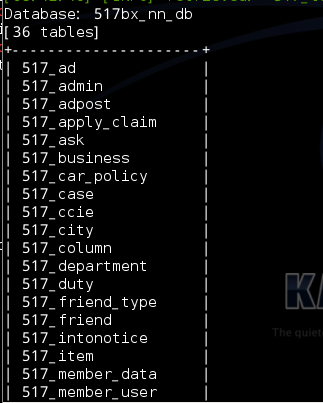 Database: 517bx_nn_db
[36 tables]
+---------------------+
| 517_ad |
| 517_admin |
| 517_adpost |
| 517_apply_claim |
| 517_ask |
| 517_business |
| 517_car_policy |
| 517_case |
| 517_ccie |
| 517_city |
| 517_column |
| 517_department |
| 517_duty |
| 517_friend_type |
| 517_friend |
| 517_intonotice |
| 517_item |
| 517_member_data |
| 517_member_user |
KA
The quiete